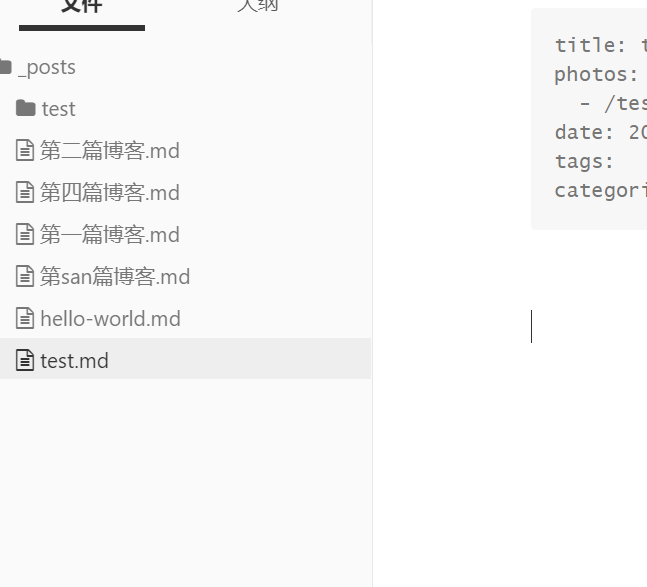 文件
大纲
_posts
test
第二篇博客.md
第四篇博客.md
第一篇博客.md
第san篇博客.md
hello-world.md
test.md
title: t
photos:
- /tes
date: 20
tags:
categori